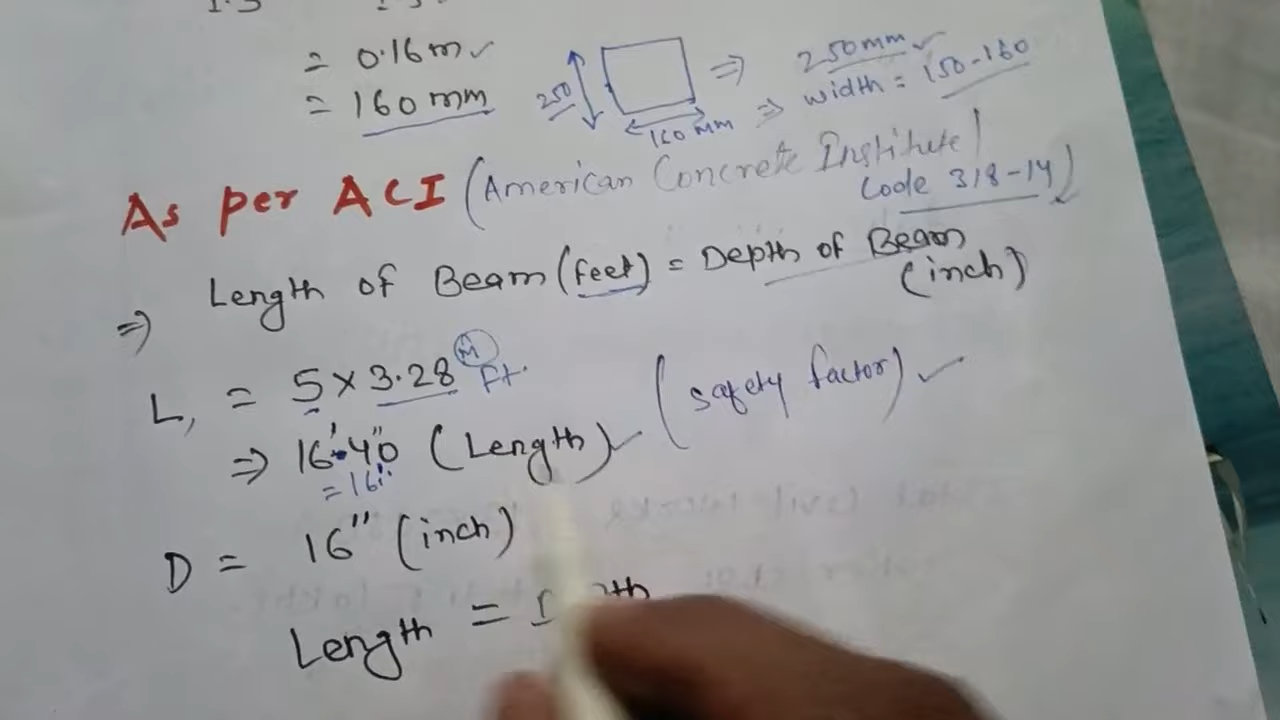 = 0.16m
= 160mm
250
160 MM
⇒ 250mm
⇒ width = 150-160
As per ACI (American Concrete Institute
Code 318-14)
⇒ Length of Beam (feet) = Depth of Beam
(inch)
L, = 5 x 3.28 ft.
m
⇒ 16'.40" (Length) (safety factor)
= 16'
D = 16" (inch)
Length =